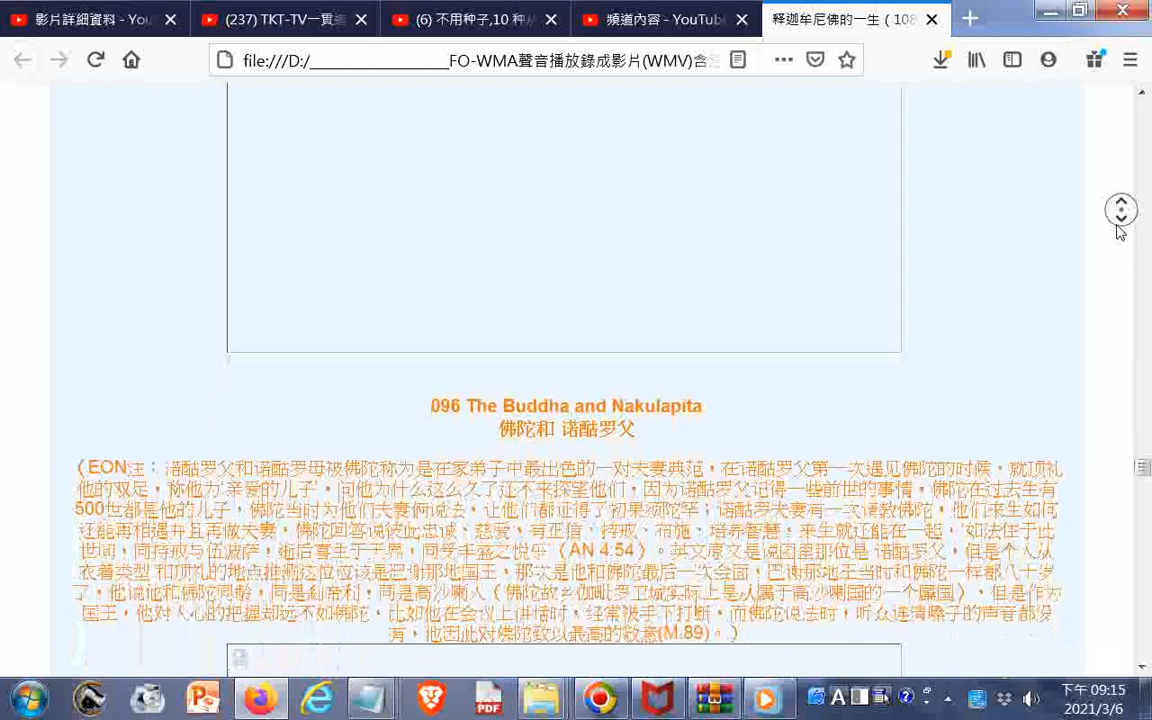 影片詳細資料 - You
(237) TKT-TV一貫道
(6) 不用种子,10 种
頻道內容 - YouTub
释迦牟尼佛的一生（108
file:///D:/__________________FO-WMA聲音播放錄成影片(WMV)含
096 The Buddha and Nakulapita
佛陀和 诺酤罗父
（EON注：诺酤罗父和诺酤罗母被佛陀称为是在家弟子中最出色的一对夫妻典范，在诺酤罗父第一次遇见佛陀的时候，就顶礼
他的双足，称他为'亲爱的儿子'，问他为什么这么久了还不来探望他们，因为诺酤罗父记得一些前世的事情，佛陀在过去生有
500世都是他的儿子，佛陀当时为他们夫妻俩说法，让他们都证得了初果须陀洹；诺酤罗夫妻有一次请教佛陀，他们来生如何
还能再相遇并且再做夫妻，佛陀回答说彼此忠诚、慈爱，有正信、持戒、布施、培养智慧，来生就还能在一起，'如法住于此
世间，同持戒与伍波萨，逝后喜生于天界，同受丰盛之悦乐（AN 4:54）。英文原文是说图里那位是 诺酤罗父，但是个人从
衣着类型 和顶礼的地点推测这位应该是巴谢那地国王，那次是他和佛陀最后一次会面，巴谢那地王当时和佛陀一样都八十岁
了，他说他和佛陀同龄，同是刹帝利，同是高沙喇人（佛陀故乡伽毗罗卫城实际上是从属于高沙喇国的一个属国），但是作为
国王，他对人心的把握却远不如佛陀，比如他在会议上讲话时，经常被手下打断，而佛陀说法时，听众连清嗓子的声音都没
有，他因此对佛陀致以最高的敬意(M.89)。）
下午 09:15
2021/3/6